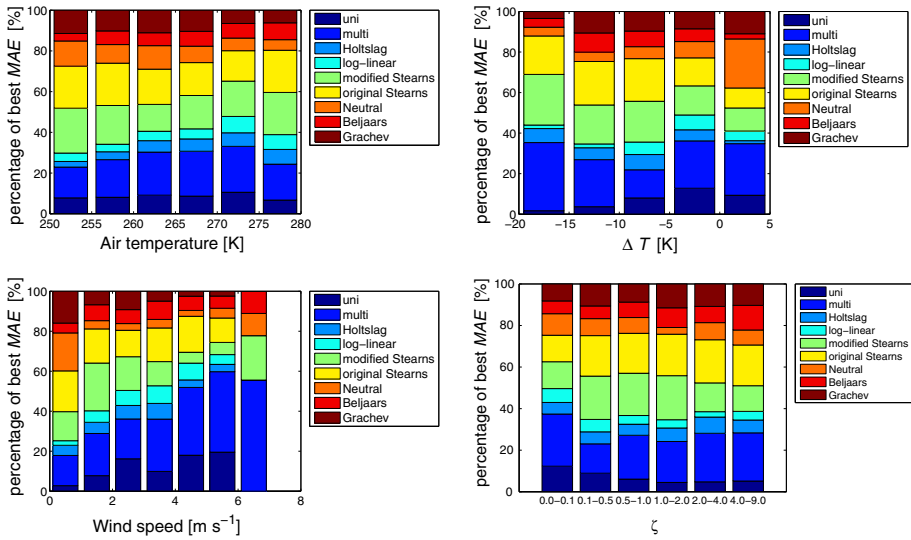 percentage of best MAE [%]
100
80
60
40
20
0
250
255
260
265
270
275
280
Air temperature [K]
uni
multi
Holtslag
log−linear
modified Stearns
original Stearns
Neutral
Beljaars
Grachev
percentage of best MAE [%]
100
80
60
40
20
0
−20
−15
−10
−5
0
5
Δ T [K]
uni
multi
Holtslag
log−linear
modified Stearns
original Stearns
Neutral
Beljaars
Grachev
percentage of best MAE [%]
100
80
60
40
20
0
0
2
4
6
8
Wind speed [m s⁻¹]
uni
multi
Holtslag
log−linear
modified Stearns
original Stearns
Neutral
Beljaars
Grachev
percentage of best MAE [%]
100
80
60
40
20
0
0.0−0.1
0.1−0.5
0.5−1.0
1.0−2.0
2.0−4.0
4.0−9.0
ζ
uni
multi
Holtslag
log−linear
modified Stearns
original Stearns
Neutral
Beljaars
Grachev